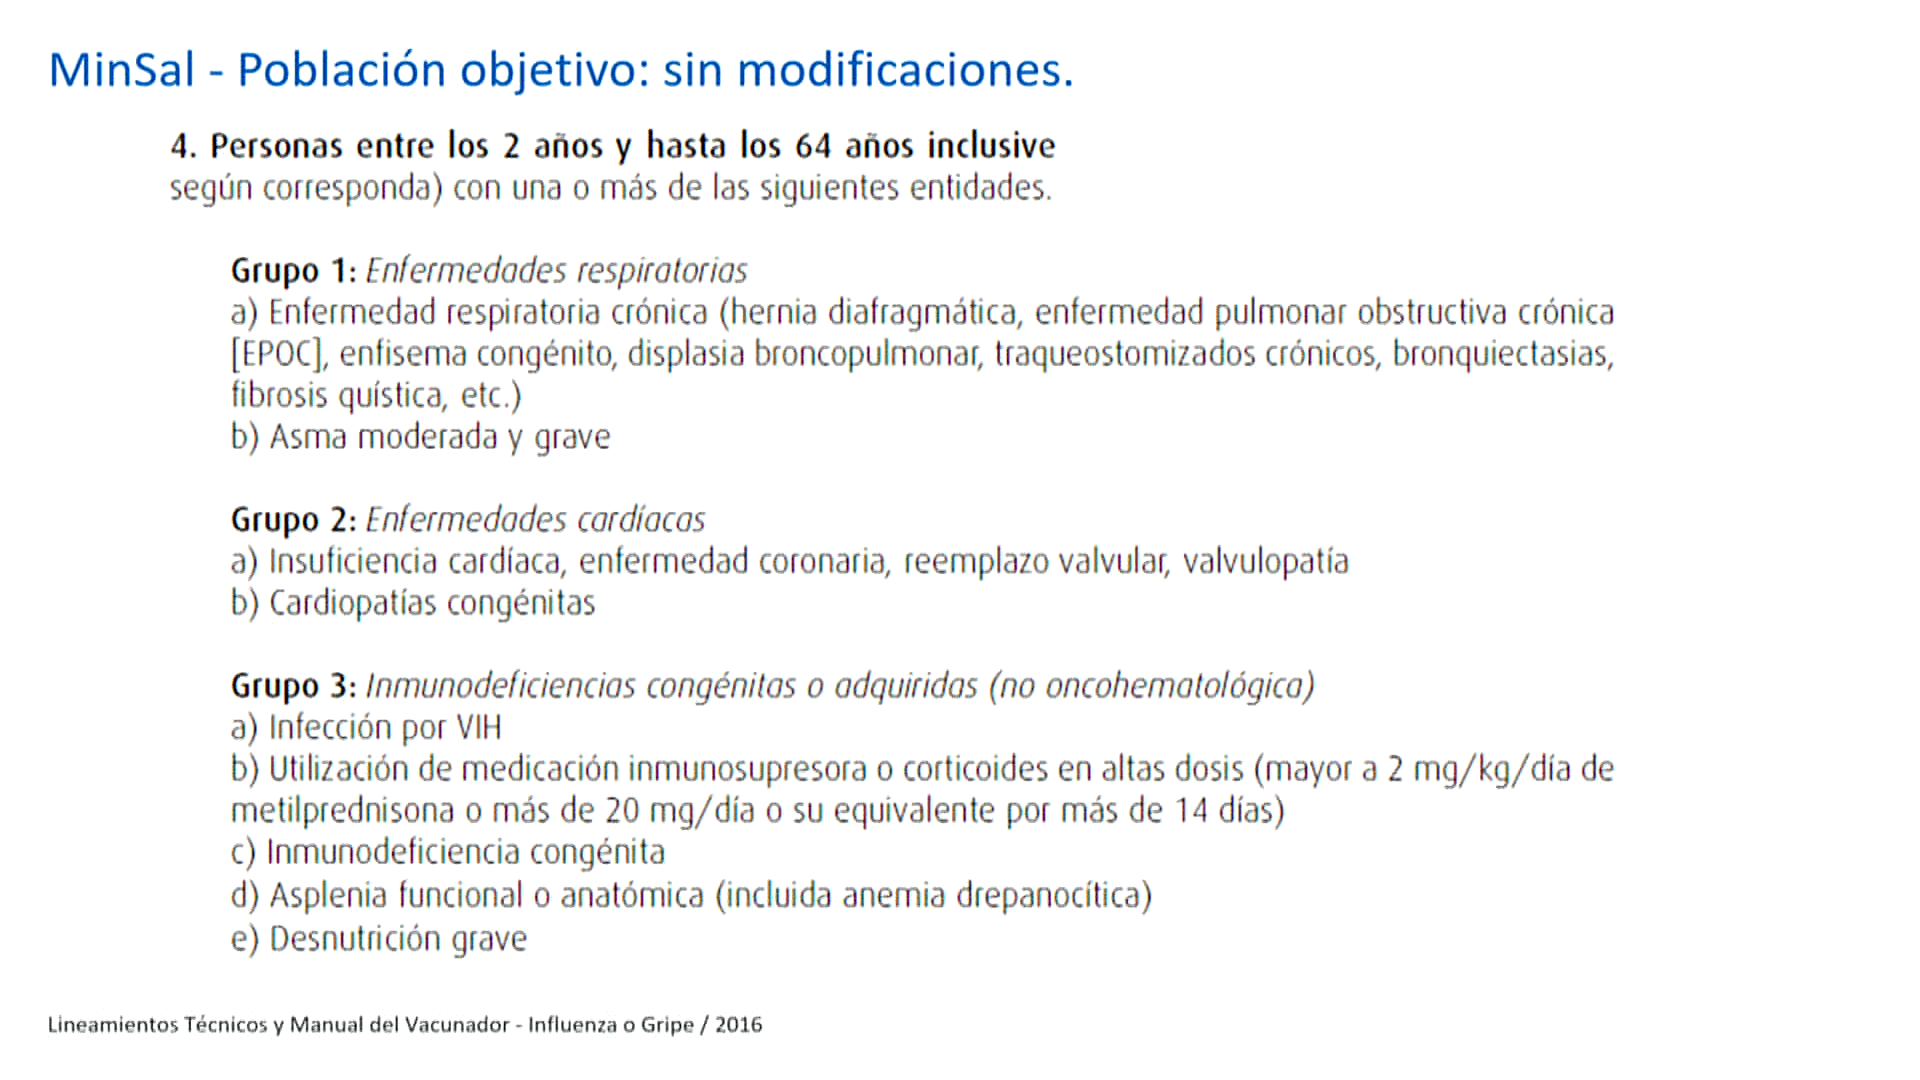 MinSal - Población objetivo: sin modificaciones.
4. Personas entre los 2 años y hasta los 64 años inclusive
según corresponda) con una o más de las siguientes entidades.
Grupo 1: Enfermedades respiratorias
a) Enfermedad respiratoria crónica (hernia diafragmática, enfermedad pulmonar obstructiva crónica
[EPOC], enfisema congénito, displasia broncopulmonar, traqueostomizados crónicos, bronquiectasias,
fibrosis quística, etc.)
b) Asma moderada y grave
Grupo 2: Enfermedades cardíacas
a) Insuficiencia cardíaca, enfermedad coronaria, reemplazo valvular, valvulopatía
b) Cardiopatías congénitas
Grupo 3: Inmunodeficiencias congénitas o adquiridas (no oncohematológica)
a) Infección por VIH
b) Utilización de medicación inmunosupresora o corticoides en altas dosis (mayor a 2 mg/kg/día de
metilprednisona o más de 20 mg/día o su equivalente por más de 14 días)
c) Inmunodeficiencia congénita
d) Asplenia funcional o anatómica (incluida anemia drepanocítica)
e) Desnutrición grave
Lineamientos Técnicos y Manual del Vacunador - Influenza o Gripe / 2016